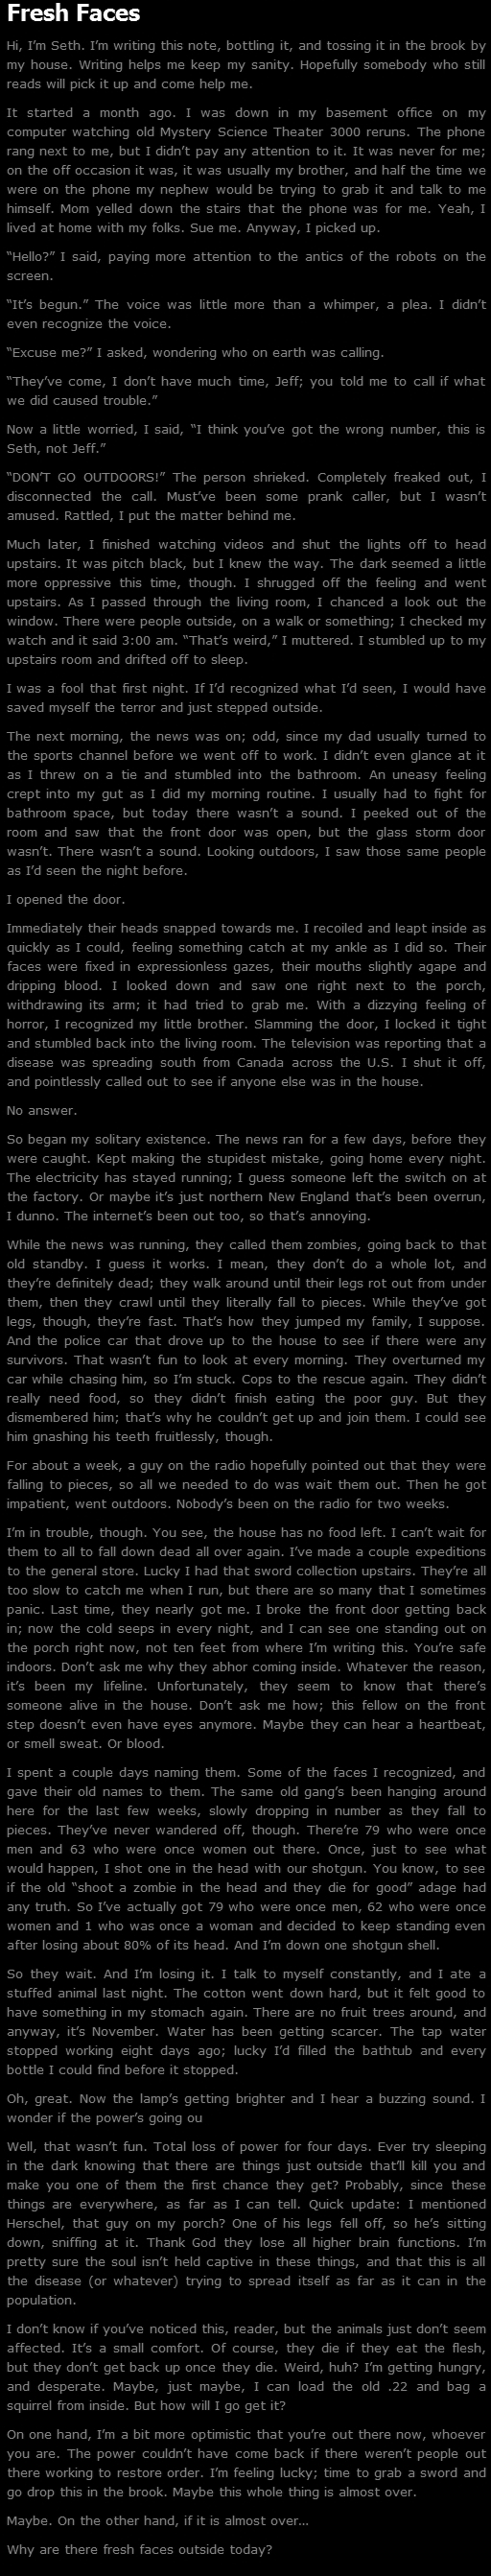 Fresh Faces
Hi, I’m Seth. I’m writing this note, bottling it, and tossing it in the brook by
my house. Writing helps me keep my sanity. Hopefully somebody who still
reads will pick it up and come help me.
It started a month ago. I was down in my basement office on my
computer watching old Mystery Science Theater 3000 reruns. The phone
rang next to me, but I didn’t pay any attention to it. It was never for me;
on the off occasion it was, it was usually my brother, and half the time we
were on the phone my nephew would be trying to grab it and talk to me
himself. Mom yelled down the stairs that the phone was for me. Yeah, I
lived at home with my folks. Sue me. Anyway, I picked up.
“Hello?” I said, paying more attention to the antics of the robots on the
screen.
“It’s begun.” The voice was little more than a whimper, a plea. I didn’t
even recognize the voice.
“Excuse me?” I asked, wondering who on earth was calling.
“They’ve come, I don’t have much time, Jeff; you told me to call if what
we did caused trouble.”
Now a little worried, I said, “I think you’ve got the wrong number, this is
Seth, not Jeff.”
“DON’T GO OUTDOORS!” The person shrieked. Completely freaked out, I
disconnected the call. Must’ve been some prank caller, but I wasn’t
amused. Rattled, I put the matter behind me.
Much later, I finished watching videos and shut the lights off to head
upstairs. It was pitch black, but I knew the way. The dark seemed a little
more oppressive this time, though. I shrugged off the feeling and went
upstairs. As I passed through the living room, I chanced a look out the
window. There were people outside, on a walk or something; I checked my
watch and it said 3:00 am. “That’s weird,” I muttered. I stumbled up to my
upstairs room and drifted off to sleep.
I was a fool that first night. If I’d recognized what I’d seen, I would have
saved myself the terror and just stepped outside.
The next morning, the news was on; odd, since my dad usually turned to
the sports channel before we went off to work. I didn’t even glance at it
as I threw on a tie and stumbled into the bathroom. An uneasy feeling
crept into my gut as I did my morning routine. I usually had to fight for
bathroom space, but today there wasn’t a sound. I peeked out of the
room and saw that the front door was open, but the glass storm door
wasn’t. There wasn’t a sound. Looking outdoors, I saw those same people
as I’d seen the night before.
I opened the door.
Immediately their heads snapped towards me. I recoiled and leapt inside as
quickly as I could, feeling something catch at my ankle as I did so. Their
faces were fixed in expressionless gazes, their mouths slightly agape and
dripping blood. I looked down and saw one right next to the porch,
withdrawing its arm; it had tried to grab me. With a dizzying feeling of
horror, I recognized my little brother. Slamming the door, I locked it tight
and stumbled back into the living room. The television was reporting that a
disease was spreading south from Canada across the U.S. I shut it off,
and pointlessly called out to see if anyone else was in the house.
No answer.
So began my solitary existence. The news ran for a few days, before they
were caught. Kept making the stupidest mistake, going home every night.
The electricity has stayed running; I guess someone left the switch on at
the factory. Or maybe it’s just northern New England that’s been overrun,
I dunno. The internet’s been out too, so that’s annoying.
While the news was running, they called them zombies, going back to that
old standby. I guess it works. I mean, they don’t do a whole lot, and
they’re definitely dead; they walk around until their legs rot out from under
them, then they crawl until they literally fall to pieces. While they’ve got
legs, though, they’re fast. That’s how they jumped my family, I suppose.
And the police car that drove up to the house to see if there were any
survivors. That wasn’t fun to look at every morning. They overturned my
car while chasing him, so I’m stuck. Cops to the rescue again. They didn’t
really need food, so they didn’t finish eating the poor guy. But they
dismembered him; that’s why he couldn’t get up and join them. I could see
him gnashing his teeth fruitlessly, though.
For about a week, a guy on the radio hopefully pointed out that they were
falling to pieces, so all we needed to do was wait them out. Then he got
impatient, went outdoors. Nobody’s been on the radio for two weeks.
I’m in trouble, though. You see, the house has no food left. I can’t wait for
them to all to fall down dead all over again. I’ve made a couple expeditions
to the general store. Lucky I had that sword collection upstairs. They’re all
too slow to catch me when I run, but there are so many that I sometimes
panic. Last time, they nearly got me. I broke the front door getting back
in; now the cold seeps in every night, and I can see one standing out on
the porch right now, not ten feet from where I’m writing this. You’re safe
indoors. Don’t ask me why they abhor coming inside. Whatever the reason,
it’s been my lifeline. Unfortunately, they seem to know that there’s
someone alive in the house. Don’t ask me how; this fellow on the front
step doesn’t even have eyes anymore. Maybe they can hear a heartbeat,
or smell sweat. Or blood.
I spent a couple days naming them. Some of the faces I recognized, and
gave their old names to them. The same old gang’s been hanging around
here for the last few weeks, slowly dropping in number as they fall to
pieces. They’ve never wandered off, though. There’re 79 who were once
men and 63 who were once women out there. Once, just to see what
would happen, I shot one in the head with our shotgun. You know, to see
if the old “shoot a zombie in the head and they die for good” adage had
any truth. So I’ve actually got 79 who were once men, 62 who were once
women and 1 who was once a woman and decided to keep standing even
after losing about 80% of its head. And I’m down one shotgun shell.
So they wait. And I’m losing it. I talk to myself constantly, and I ate a
stuffed animal last night. The cotton went down hard, but it felt good to
have something in my stomach again. There are no fruit trees around, and
anyway, it’s November. Water has been getting scarcer. The tap water
stopped working eight days ago; lucky I’d filled the bathtub and every
bottle I could find before it stopped.
Oh, great. Now the lamp’s getting brighter and I hear a buzzing sound. I
wonder if the power’s going ou
Well, that wasn’t fun. Total loss of power for four days. Ever try sleeping
in the dark knowing that there are things just outside that’ll kill you and
make you one of them the first chance they get? Probably, since these
things are everywhere, as far as I can tell. Quick update: I mentioned
Herschel, that guy on my porch? One of his legs fell off, so he’s sitting
down, sniffing at it. Thank God they lose all higher brain functions. I’m
pretty sure the soul isn’t held captive in these things, and that this is all
the disease (or whatever) trying to spread itself as far as it can in the
population.
I don’t know if you’ve noticed this, reader, but the animals just don’t seem
affected. It’s a small comfort. Of course, they die if they eat the flesh,
but they don’t get back up once they die. Weird, huh? I’m getting hungry,
and desperate. Maybe, just maybe, I can load the old .22 and bag a
squirrel from inside. But how will I go get it?
On one hand, I’m a bit more optimistic that you’re out there now, whoever
you are. The power couldn’t have come back if there weren’t people out
there working to restore order. I’m feeling lucky; time to grab a sword and
go drop this in the brook. Maybe this whole thing is almost over.
Maybe. On the other hand, if it is almost over…
Why are there fresh faces outside today?